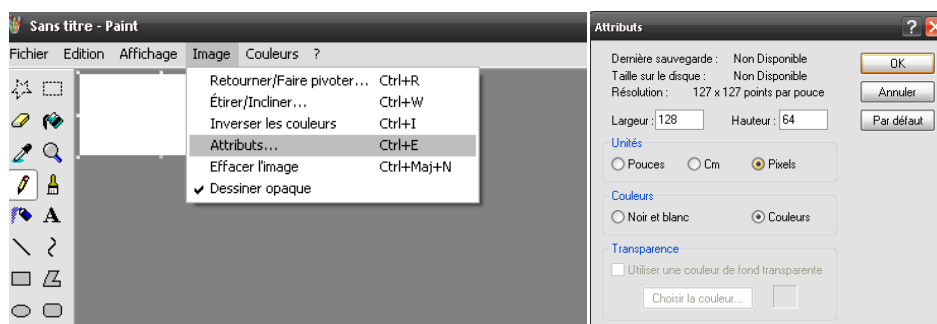 Sans titre - Paint
Fichier Edition Affichage Image Couleurs ?
Retourner/Faire pivoter... Ctrl+R
Étirer/Incliner... Ctrl+W
Inverser les couleurs Ctrl+I
Attributs... Ctrl+E
Effacer l'image Ctrl+Maj+N
Dessiner opaque
A
Attributs ?
Dernière sauvegarde : Non Disponible
Taille sur le disque : Non Disponible
Résolution : 127 x 127 points par pouce
Largeur : 128 Hauteur : 64
Unités
Pouces Cm Pixels
Couleurs
Noir et blanc Couleurs
Transparence
Utiliser une couleur de fond transparente
Choisir la couleur...
OK
Annuler
Par défaut